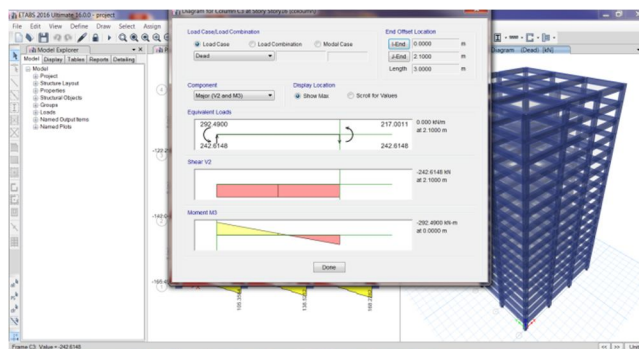 ETABS 2016 Ultimate 16.0.0 - project
File Edit View Define Draw Select Assign
Model Explorer
Model Display Tables Reports Detailing
Model
Project
Structure Layout
Properties
Structural Objects
Groups
Loads
Named Output Items
Named Plots
Diagram for Column C3 at Story
Load Case/Load Combination
Load Case Load Combination Modal Case
Dead
End Offset Location
I-End 0.0000 m
J-End 2.1000 m
Length 3.0000 m
Component
Major (V2 and M3)
Display Location
Show Max Scroll for Values
Equivalent Loads
292.4900 217.0011
242.6148 242.6148
0.000 kN/m
at 2.1000 m
Shear V2
-242.6148 kN
at 2.1000 m
Moment M3
-292.4900 kN-m
at 0.0000 m
Done
Diagram (Dead) [kN]
Frame C3 Value = -242.6148